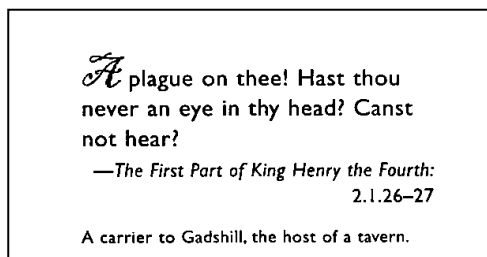 A plague on thee! Hast thou
never an eye in thy head? Canst
not hear?
—The First Part of King Henry the Fourth:
2.1.26–27
A carrier to Gadshill, the host of a tavern.